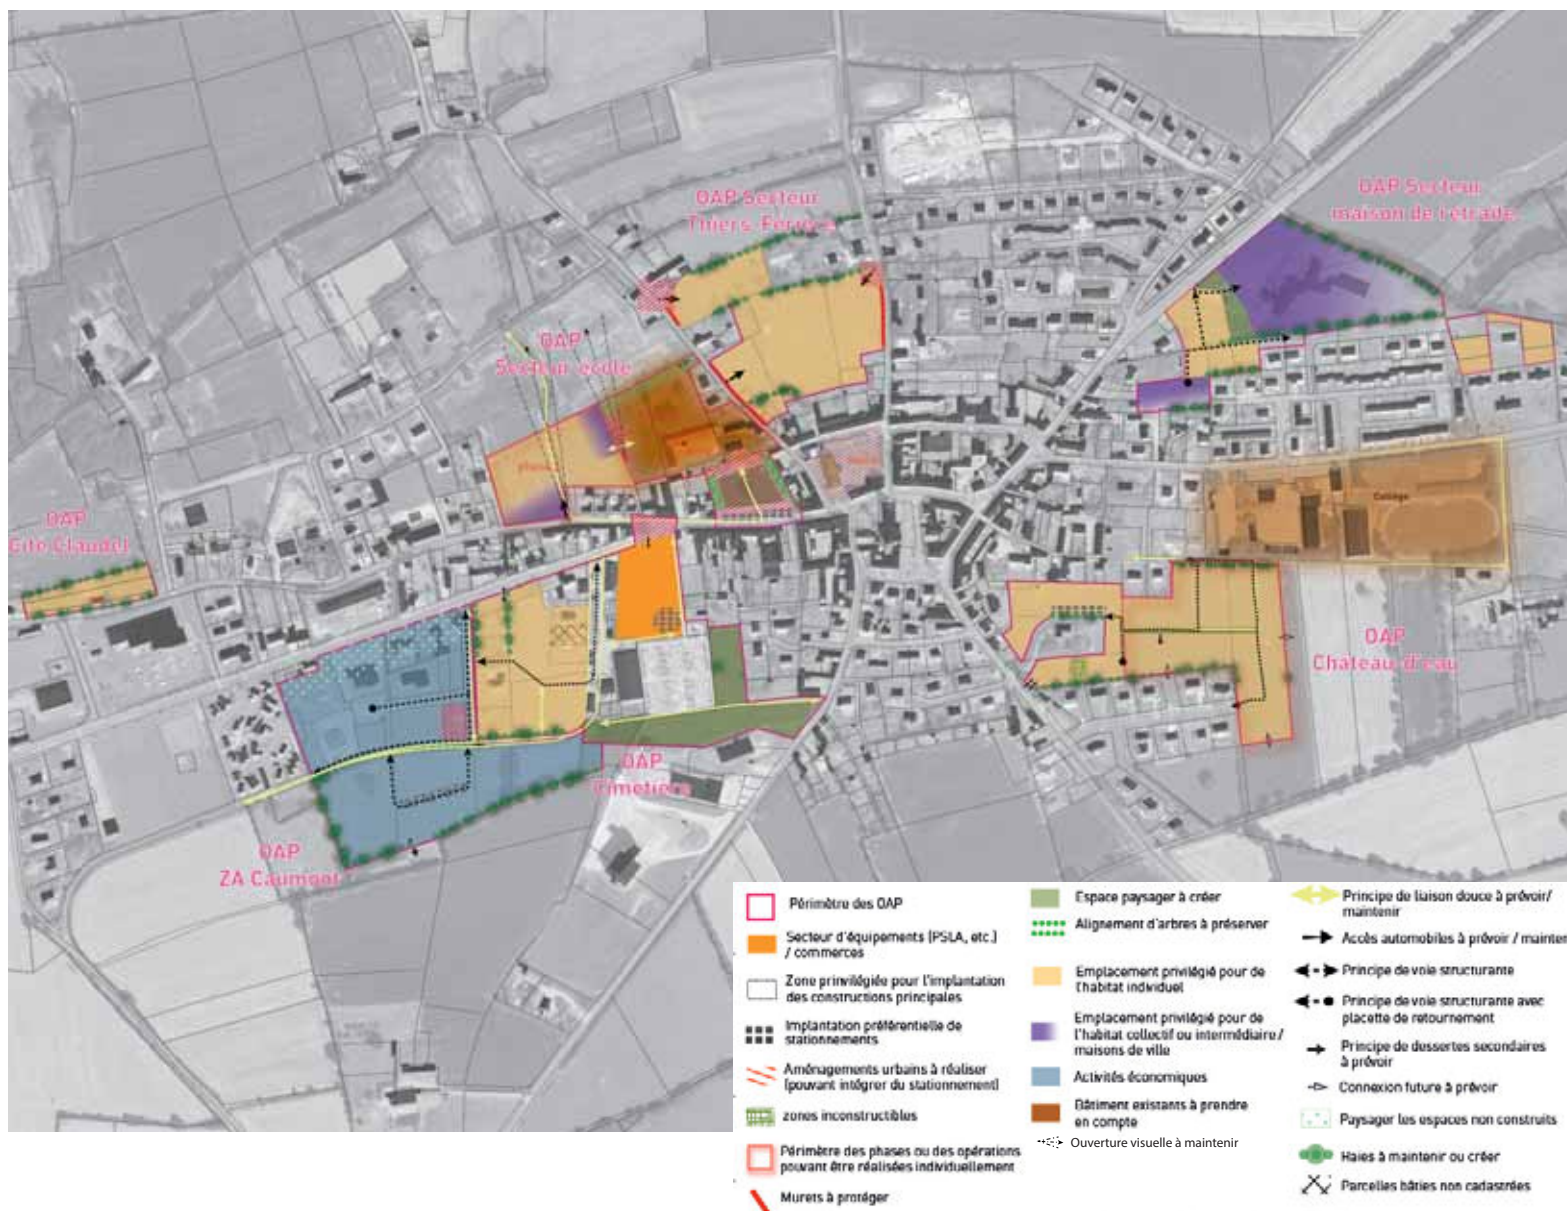 OAP Secteur
Thiers-Ferrere
OAP Secteur
maison de retraite
OAP
Secteur école
OAP
Cité Claudel
Collège
OAP
Château d'eau
OAP
Cimetière
OAP
ZA Caumont
Périmètre des OAP
Secteur d'équipements (PSLA, etc.)
/ commerces
Zone prinvilégiée pour l'implantation
des constructions principales
Implantation préférentielle de
stationnements
Aménagements urbains à réaliser
(pouvant intégrer du stationnement)
zones inconstructibles
Périmètre des phases ou des opérations
pouvant être réalisées individuellement
Murets à protéger
Espace paysager à créer
Alignement d'arbres à préserver
Emplacement privilégié pour de
l'habitat individuel
Emplacement privilégié pour de
l'habitat collectif ou intermédiaire /
maisons de ville
Activités économiques
Bâtiment existants à prendre
en compte
Ouverture visuelle à maintenir
Principe de liaison douce à prévoir/
maintenir
Accès automobiles à prévoir / mainten
Principe de voie structurante
Principe de voie structurante avec
placette de retournement
Principe de dessertes secondaires
à prévoir
Connexion future à prévoir
Paysager les espaces non construits
Haies à maintenir ou créer
Parcelles bâties non cadastrées